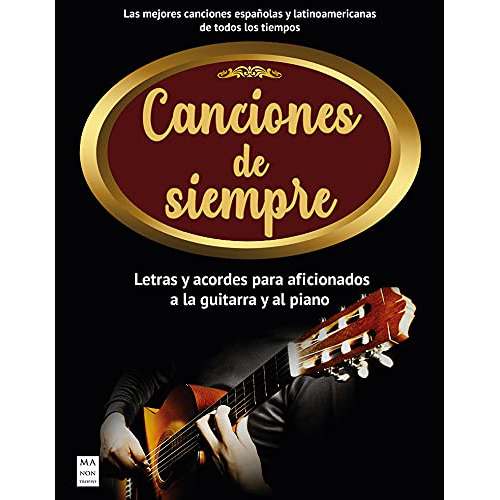 Las mejores canciones españolas y latinoamericanas
de todos los tiempos
Canciones
de
siempre
Letras y acordes para aficionados
a la guitarra y al piano
MA
NON
TROPPO